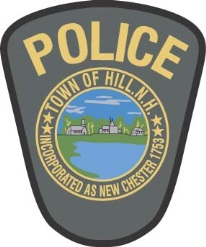 POLICE
TOWN OF HILL, N.H.
INCORPORATED AS NEW CHESTER 1753